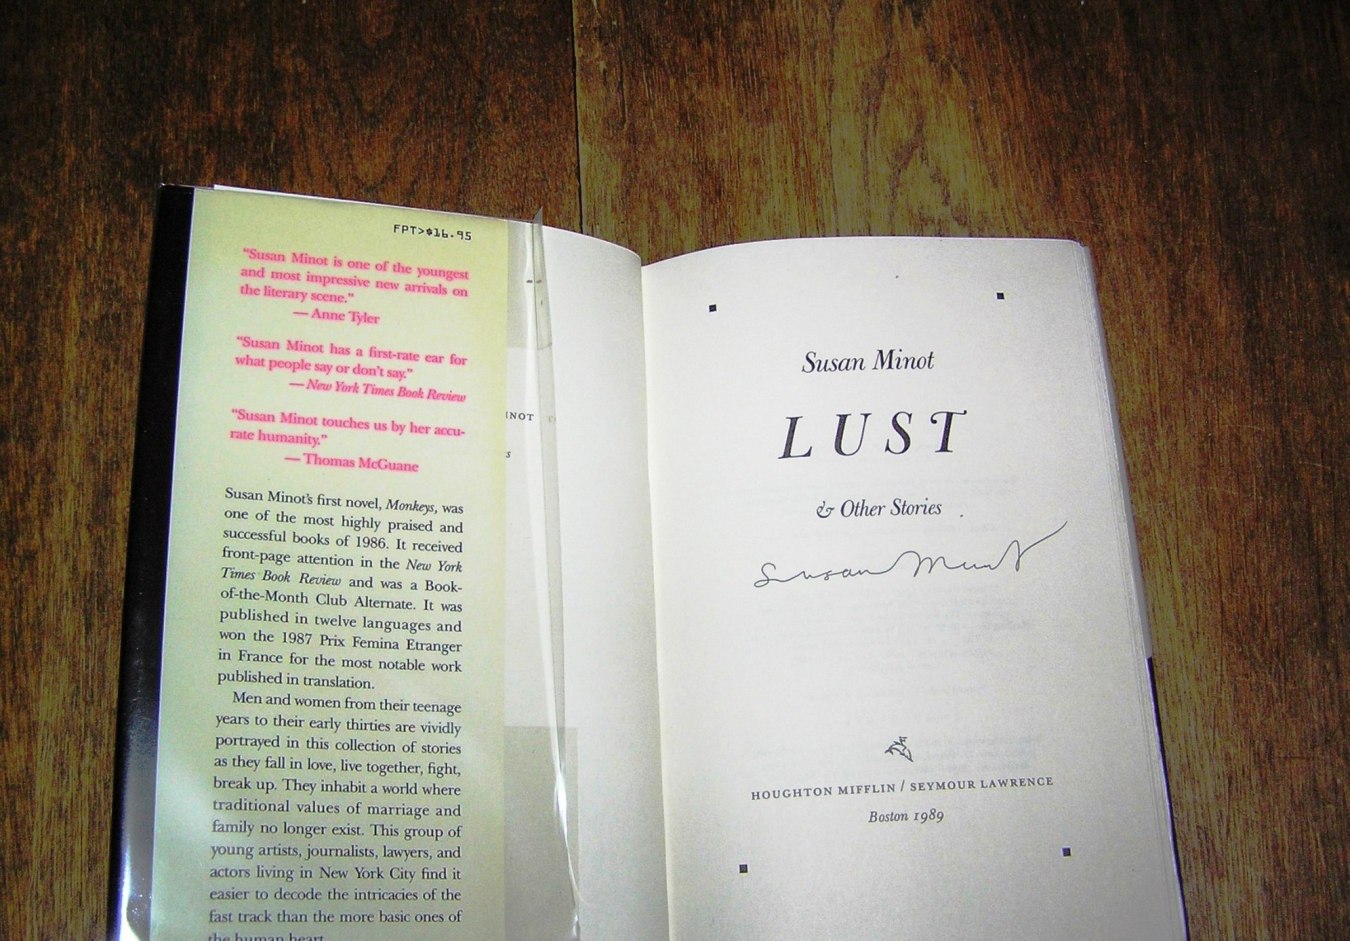 FPT>$16.95
"Susan Minot is one of the youngest
and most impressive new arrivals on
the literary scene."
— Anne Tyler
"Susan Minot has a first-rate ear for
what people say or don't say."
— New York Times Book Review
"Susan Minot touches us by her accu-
rate humanity."
— Thomas McGuane
Susan Minot's first novel, Monkeys, was
one of the most highly praised and
successful books of 1986. It received
front-page attention in the New York
Times Book Review and was a Book-
of-the-Month Club Alternate. It was
published in twelve languages and
won the 1987 Prix Femina Etranger
in France for the most notable work
published in translation.
Men and women from their teenage
years to their early thirties are vividly
portrayed in this collection of stories
as they fall in love, live together, fight,
break up. They inhabit a world where
traditional values of marriage and
family no longer exist. This group of
young artists, journalists, lawyers, and
actors living in New York City find it
easier to decode the intricacies of the
fast track than the more basic ones of
the human heart.
INOT
s
Susan Minot
LUST
& Other Stories
Susan Minot
HOUGHTON MIFFLIN / SEYMOUR LAWRENCE
Boston 1989